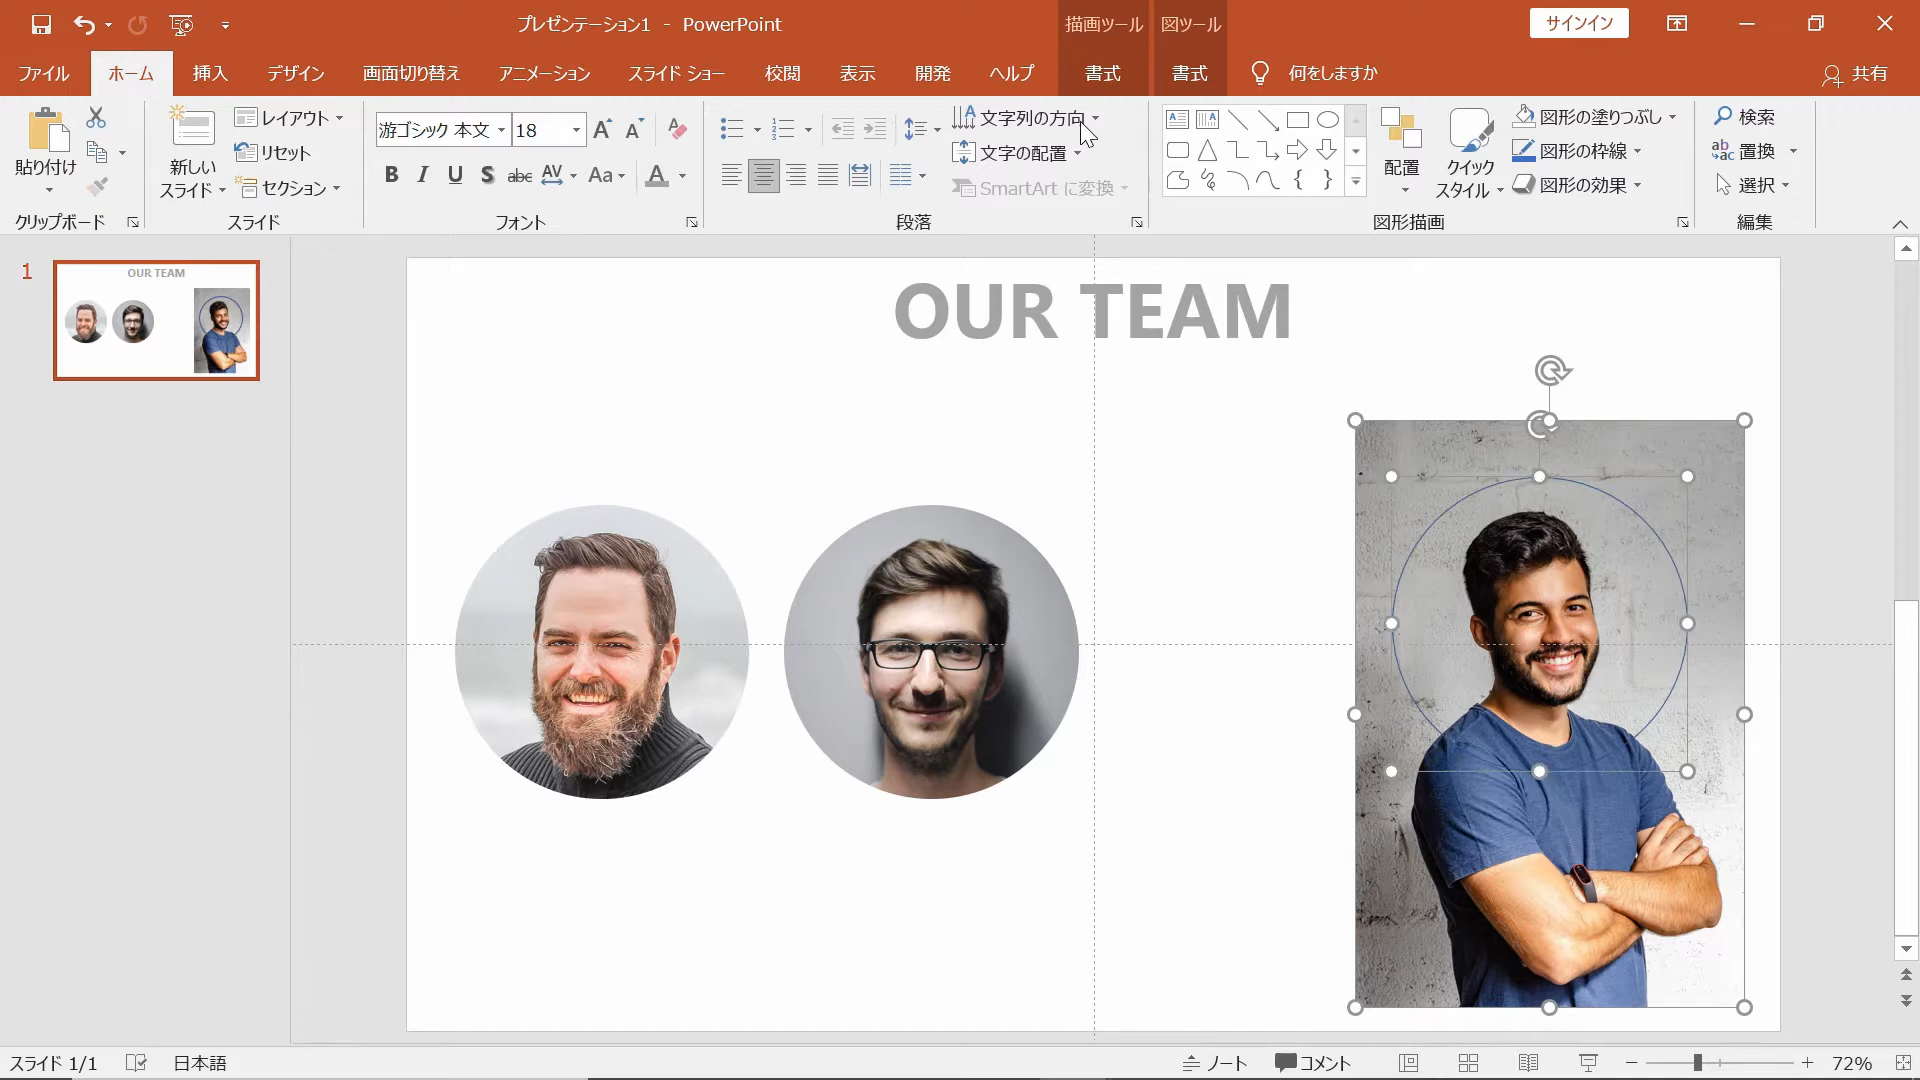 プレゼンテーション1 - PowerPoint
描画ツール
図ツール
サインイン
ファイル
ホーム
挿入
デザイン
画面切り替え
アニメーション
スライド ショー
校閲
表示
開発
ヘルプ
書式
書式
何をしますか
共有
貼り付け
クリップボード
新しい
スライド
レイアウト
リセット
セクション
スライド
游ゴシック 本文
18
A A
B I U S abc AV Aa A
フォント
文字列の方向
文字の配置
SmartArt に変換
段落
配置
クイック
スタイル
図形の塗りつぶし
図形の枠線
図形の効果
図形描画
検索
置換
選択
編集
1
OUR TEAM
OUR TEAM
スライド 1/1
日本語
ノート
コメント
72%